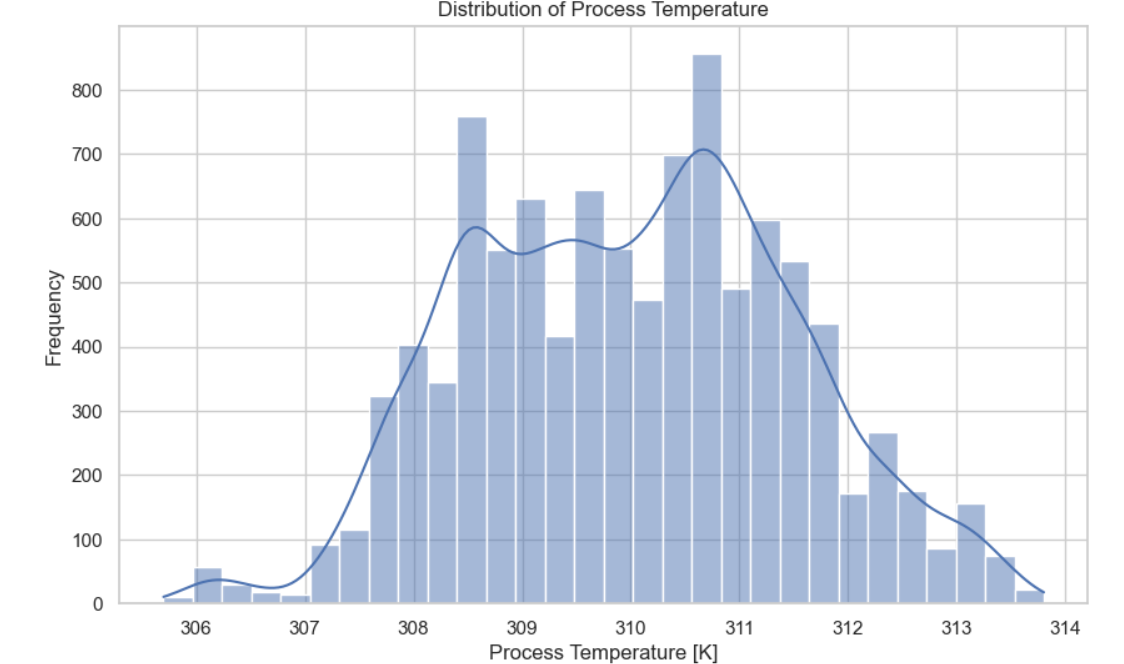 Distribution of Process Temperature
800
700
600
500
400
300
200
100
0
Frequency
306 307 308 309 310 311 312 313 314
Process Temperature [K]